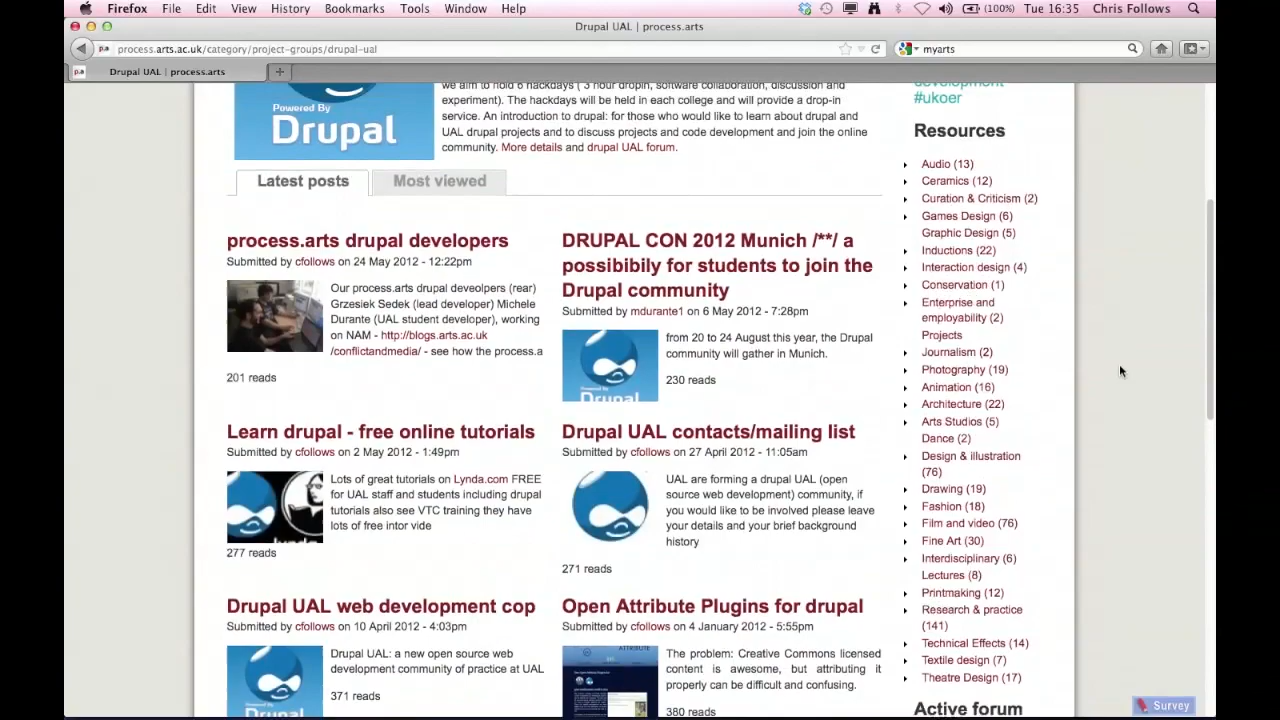 Firefox File Edit View History Bookmarks Tools Window Help (100%) Tue 16:35 Chris Follows
Drupal UAL | process.arts
process.arts.ac.uk/category/project-groups/drupal-ual
myarts
p.a Drupal UAL | process.arts
we aim to hold 6 hackdays ( 3 hour dropin, software collaboration, discussion and
experiment). The hackdays will be held in each college and will provide a drop-in
service. An introduction to drupal: for those who would like to learn about drupal and
UAL drupal projects and to discuss projects and code development and join the online
community. More details and drupal UAL forum.
Powered By
Drupal
Latest posts
Most viewed
process.arts drupal developers
Submitted by cfollows on 24 May 2012 - 12:22pm
Our process.arts drupal deveolpers (rear)
Grzesiek Sedek (lead developer) Michele
Durante (UAL student developer), working
on NAM - http://blogs.arts.ac.uk
/conflictandmedia/ - see how the process.a
201 reads
DRUPAL CON 2012 Munich /**/ a
possibibily for students to join the
Drupal community
Submitted by mdurante1 on 6 May 2012 - 7:28pm
from 20 to 24 August this year, the Drupal
community will gather in Munich.
230 reads
Powered By
Drupal
Learn drupal - free online tutorials
Submitted by cfollows on 2 May 2012 - 1:49pm
Lots of great tutorials on Lynda.com FREE
for UAL staff and students including drupal
tutorials also see VTC training they have
lots of free intor vide
277 reads
Drupal UAL contacts/mailing list
Submitted by cfollows on 27 April 2012 - 11:05am
UAL are forming a drupal UAL (open
source web development) community, if
you would like to be involved please leave
your details and your brief background
history
271 reads
Drupal UAL web development cop
Submitted by cfollows on 10 April 2012 - 4:03pm
Drupal UAL: a new open source web
development community of practice at UAL
371 reads
Open Attribute Plugins for drupal
Submitted by cfollows on 4 January 2012 - 5:55pm
The problem: Creative Commons licensed
content is awesome, but attributing it
properly can be difficult and confusing.
380 reads
ATTRIBUTE
development
#ukoer
Resources
Audio (13)
Ceramics (12)
Curation & Criticism (2)
Games Design (6)
Graphic Design (5)
Inductions (22)
Interaction design (4)
Conservation (1)
Enterprise and
employability (2)
Projects
Journalism (2)
Photography (19)
Animation (16)
Architecture (22)
Arts Studios (5)
Dance (2)
Design & illustration
(76)
Drawing (19)
Fashion (18)
Film and video (76)
Fine Art (30)
Interdisciplinary (6)
Lectures (8)
Printmaking (12)
Research & practice
(141)
Technical Effects (14)
Textile design (7)
Theatre Design (17)
Active forum
Survey